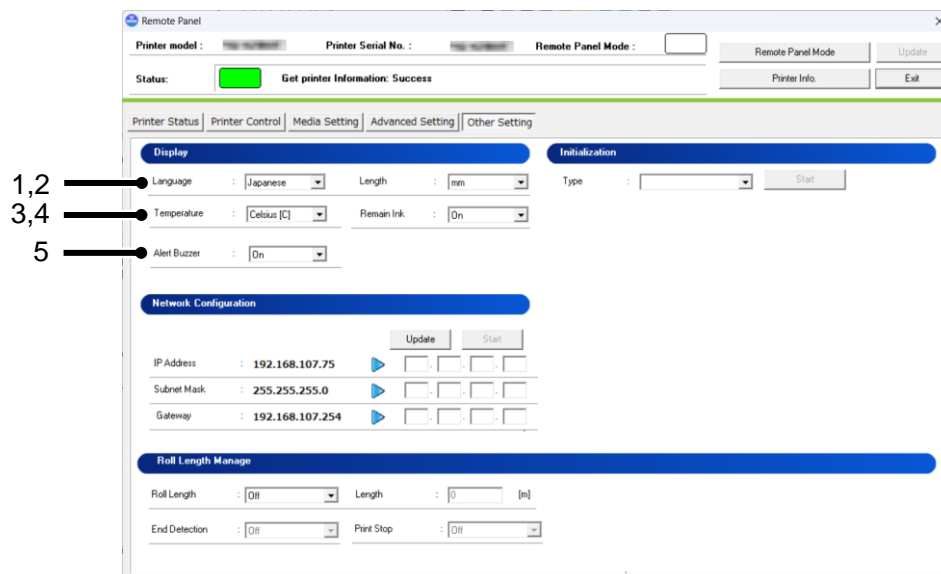 Remote Panel
Printer model : Printer Serial No. : Remote Panel Mode : Remote Panel Mode Update
Status: Get printer Information: Success Printer Info. Exit
Printer Status Printer Control Media Setting Advanced Setting Other Setting
Display Initialization
1,2 Language : Japanese Length : mm Type : Start
3,4 Temperature : Celsius [C] Remain Ink : On
5 Alert Buzzer : On
Network Configuration
Update Start
IP Address : 192.168.107.75 . . .
Subnet Mask : 255.255.255.0 . . .
Gateway : 192.168.107.254 . . .
Roll Length Manage
Roll Length : Off Length : 0 [m]
End Detection : Off Print Stop : Off